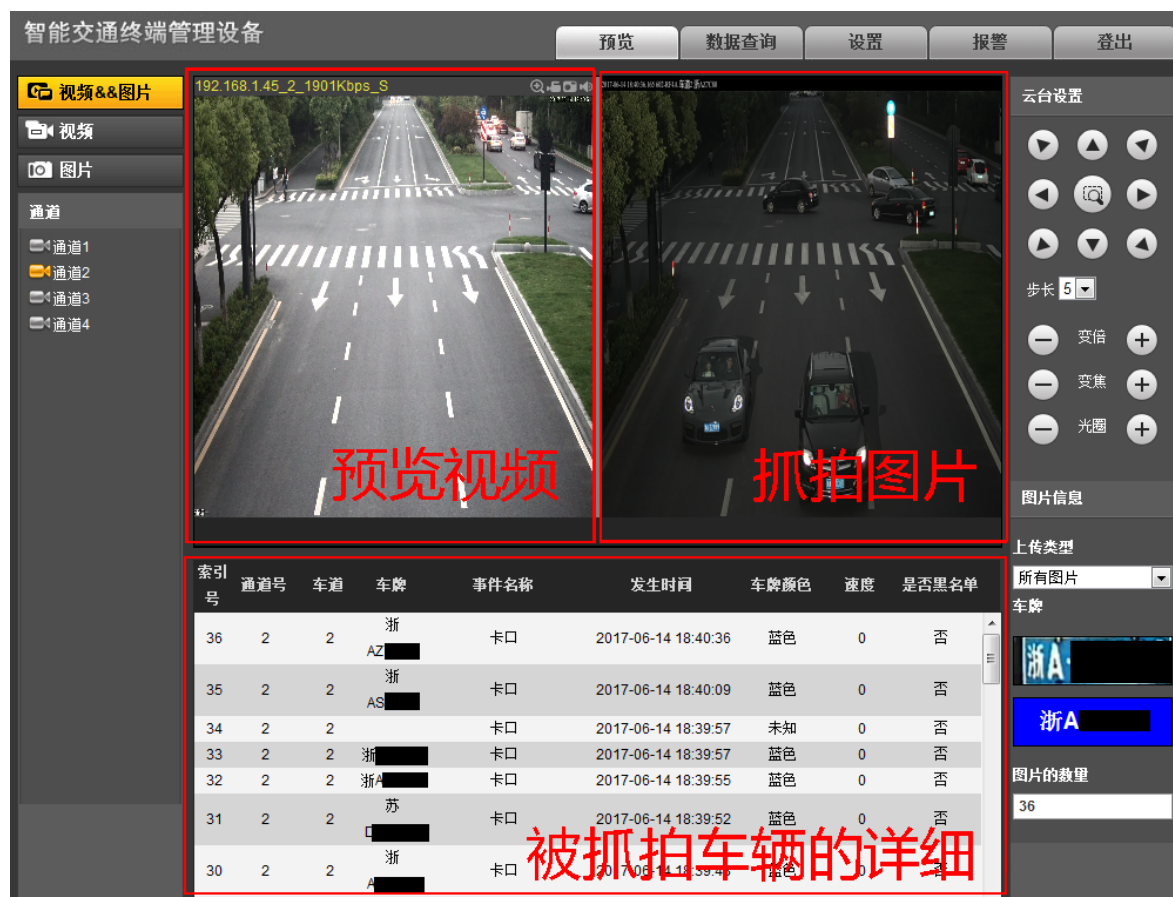 智能交通终端管理设备
预览 数据查询 设置 报警 登出
视频&&图片
视频
图片
通道
通道1
通道2
通道3
通道4
192.168.1.45_2_1901Kbps_S
预览视频
抓拍图片
云台设置
步长 5
变倍
变焦
光圈
图片信息
上传类型
所有图片
车牌
浙A
浙A
图片的数量
36
索引号 通道号 车道 车牌 事件名称 发生时间 车牌颜色 速度 是否黑名单
36 2 2 浙AZ 卡口 2017-06-14 18:40:36 蓝色 0 否
35 2 2 浙AS 卡口 2017-06-14 18:40:09 蓝色 0 否
34 2 2 卡口 2017-06-14 18:39:57 未知 0 否
33 2 2 浙 卡口 2017-06-14 18:39:57 蓝色 0 否
32 2 2 浙A 卡口 2017-06-14 18:39:55 蓝色 0 否
31 2 2 苏 卡口 2017-06-14 18:39:52 蓝色 0 否
30 2 2 浙A 卡口 2017-06-14 蓝色 0 否
被抓拍车辆的详细